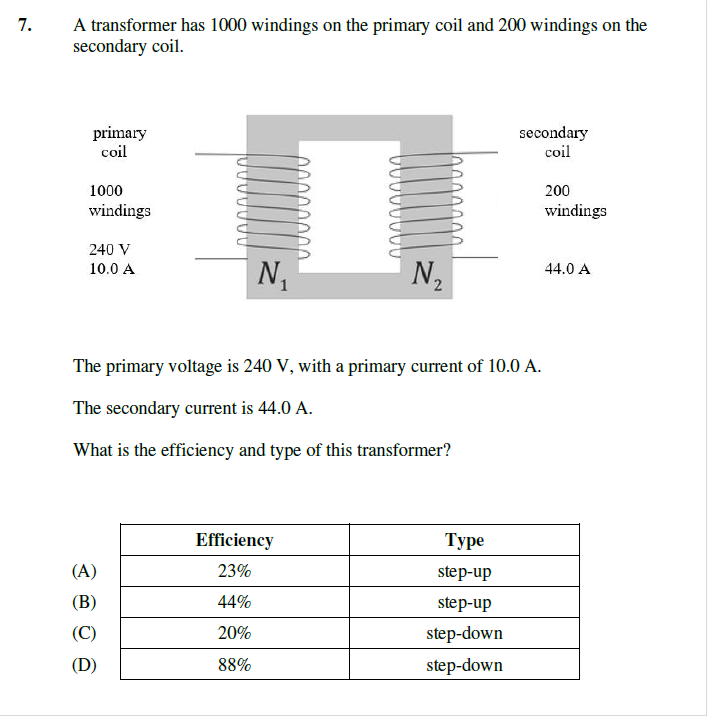 7. A transformer has 1000 windings on the primary coil and 200 windings on the
secondary coil.
primary
coil
1000
windings
240 V
10.0 A
N1
N2
secondary
coil
200
windings
44.0 A
The primary voltage is 240 V, with a primary current of 10.0 A.
The secondary current is 44.0 A.
What is the efficiency and type of this transformer?
Efficiency Type
(A) 23% step-up
(B) 44% step-up
(C) 20% step-down
(D) 88% step-down